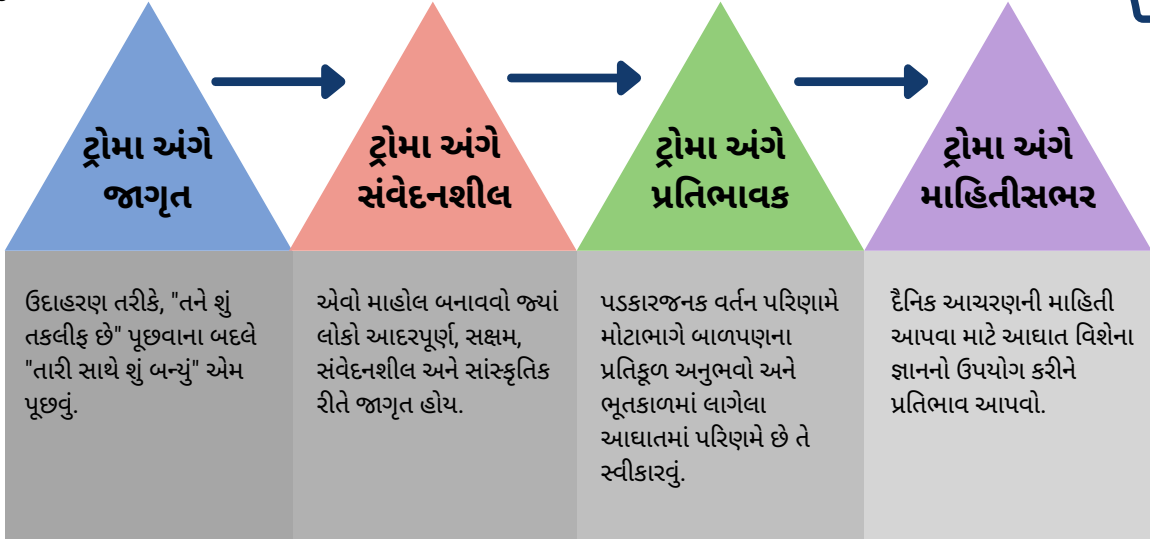 ટ્રોમા અંગે
જાગૃત
ટ્રોમા અંગે
સંવેદનશીલ
ટ્રોમા અંગે
પ્રતિભાવક
ટ્રોમા અંગે
માહિતીસભર
ઉદાહરણ તરીકે, "તને શું
તકલીફ છે" પૂછવાના બદલે
"તારી સાથે શું બન્યું" એમ
પૂછવું.
એવો માહોલ બનાવવો જ્યાં
લોકો આદરપૂર્ણ, સક્ષમ,
સંવેદનશીલ અને સાંસ્કૃતિક
રીતે જાગૃત હોય.
પડકારજનક વર્તન પરિણામે
મોટાભાગે બાળપણના
પ્રતિકૂળ અનુભવો અને
ભૂતકાળમાં લાગેલા
આઘાતમાં પરિણમે છે તે
સ્વીકારવું.
દૈનિક આચરણની માહિતી
આપવા માટે આઘાત વિશેના
જ્ઞાનનો ઉપયોગ કરીને
પ્રતિભાવ આપવો.